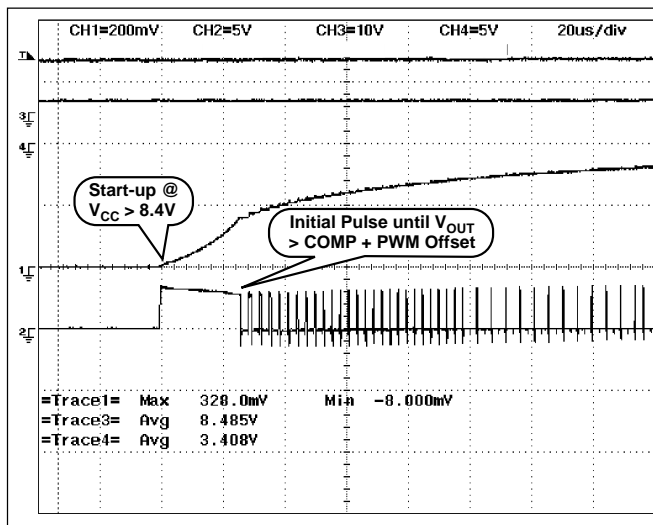 CH1=200mV CH2=5V CH3=10V CH4=5V 20us/div
T
3
4
Start-up @
VCC > 8.4V
Initial Pulse until VOUT
> COMP + PWM Offset
1
2
=Trace1= Max 328.0mV Min -8.000mV
=Trace3= Avg 8.485V
=Trace4= Avg 3.408V